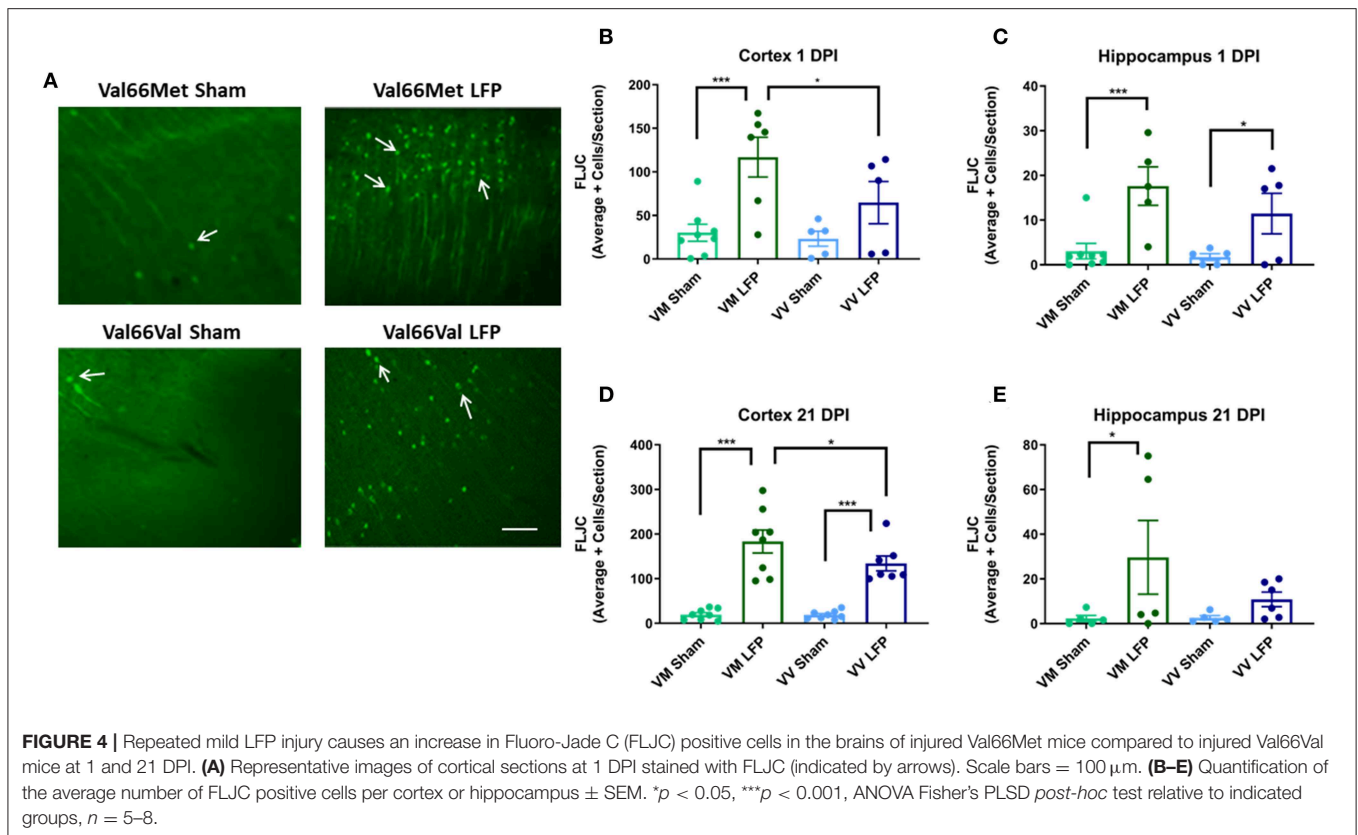 A
Val66Met Sham
Val66Met LFP
Val66Val Sham
Val66Val LFP
B
Cortex 1 DPI
FLJC
(Average + Cells/Section)
200
150
100
50
0
***
*
VM Sham
VM LFP
VV Sham
VV LFP
C
Hippocampus 1 DPI
FLJC
(Average + Cells/Section)
40
30
20
10
0
***
*
VM Sham
VM LFP
VV Sham
VV LFP
D
Cortex 21 DPI
FLJC
(Average + Cells/Section)
400
300
200
100
0
***
*
***
VM Sham
VM LFP
VV Sham
VV LFP
E
Hippocampus 21 DPI
FLJC
(Average + Cells/Section)
80
60
40
20
0
*
VM Sham
VM LFP
VV Sham
VV LFP
FIGURE 4 | Repeated mild LFP injury causes an increase in Fluoro-Jade C (FLJC) positive cells in the brains of injured Val66Met mice compared to injured Val66Val
mice at 1 and 21 DPI. (A) Representative images of cortical sections at 1 DPI stained with FLJC (indicated by arrows). Scale bars = 100 μm. (B–E) Quantification of
the average number of FLJC positive cells per cortex or hippocampus ± SEM. *p < 0.05, ***p < 0.001, ANOVA Fisher's PLSD post-hoc test relative to indicated
groups, n = 5–8.